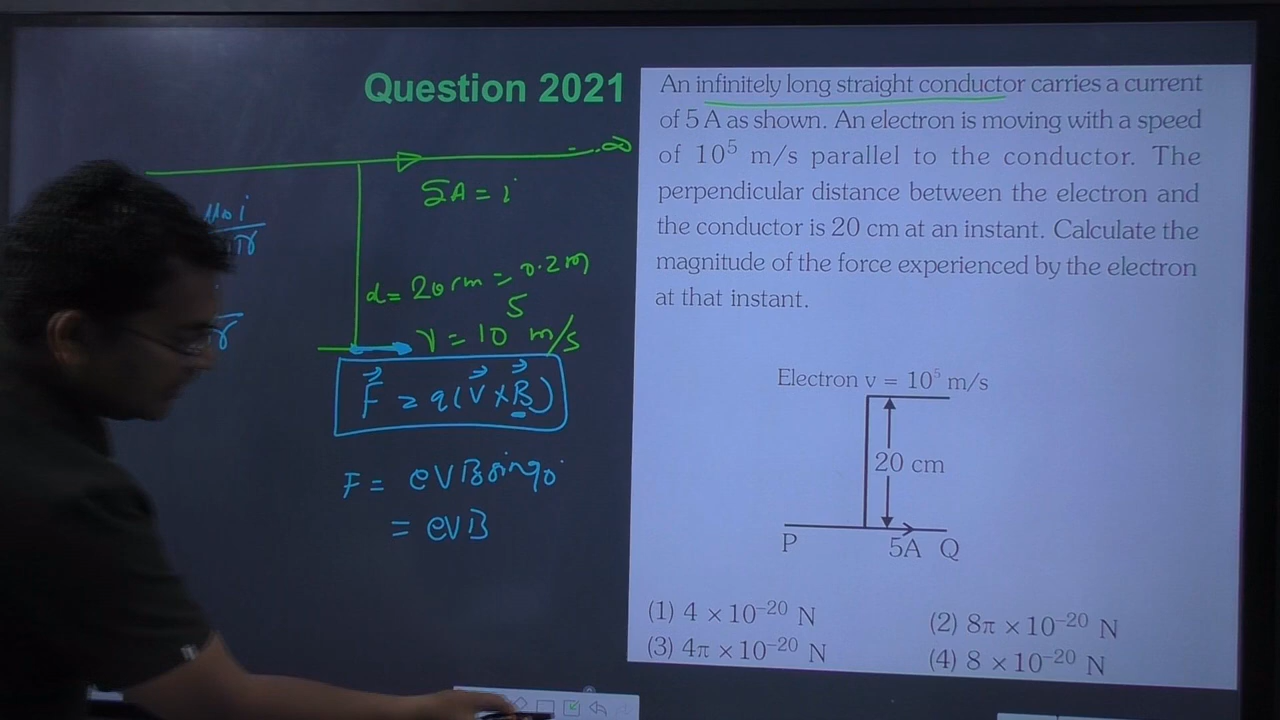 Question 2021
∞
5A = i
μ₀i
πr
d = 20 cm = 0.2m
v = 10⁵ m/s
r
F⃗ = q(V⃗ × B⃗)
F = eVBsin90°
= eVB
An infinitely long straight conductor carries a current
of 5 A as shown. An electron is moving with a speed
of 10⁵ m/s parallel to the conductor. The
perpendicular distance between the electron and
the conductor is 20 cm at an instant. Calculate the
magnitude of the force experienced by the electron
at that instant.
Electron v = 10⁵ m/s
20 cm
P 5A Q
(1) 4 × 10⁻²⁰ N (2) 8π × 10⁻²⁰ N
(3) 4π × 10⁻²⁰ N (4) 8 × 10⁻²⁰ N